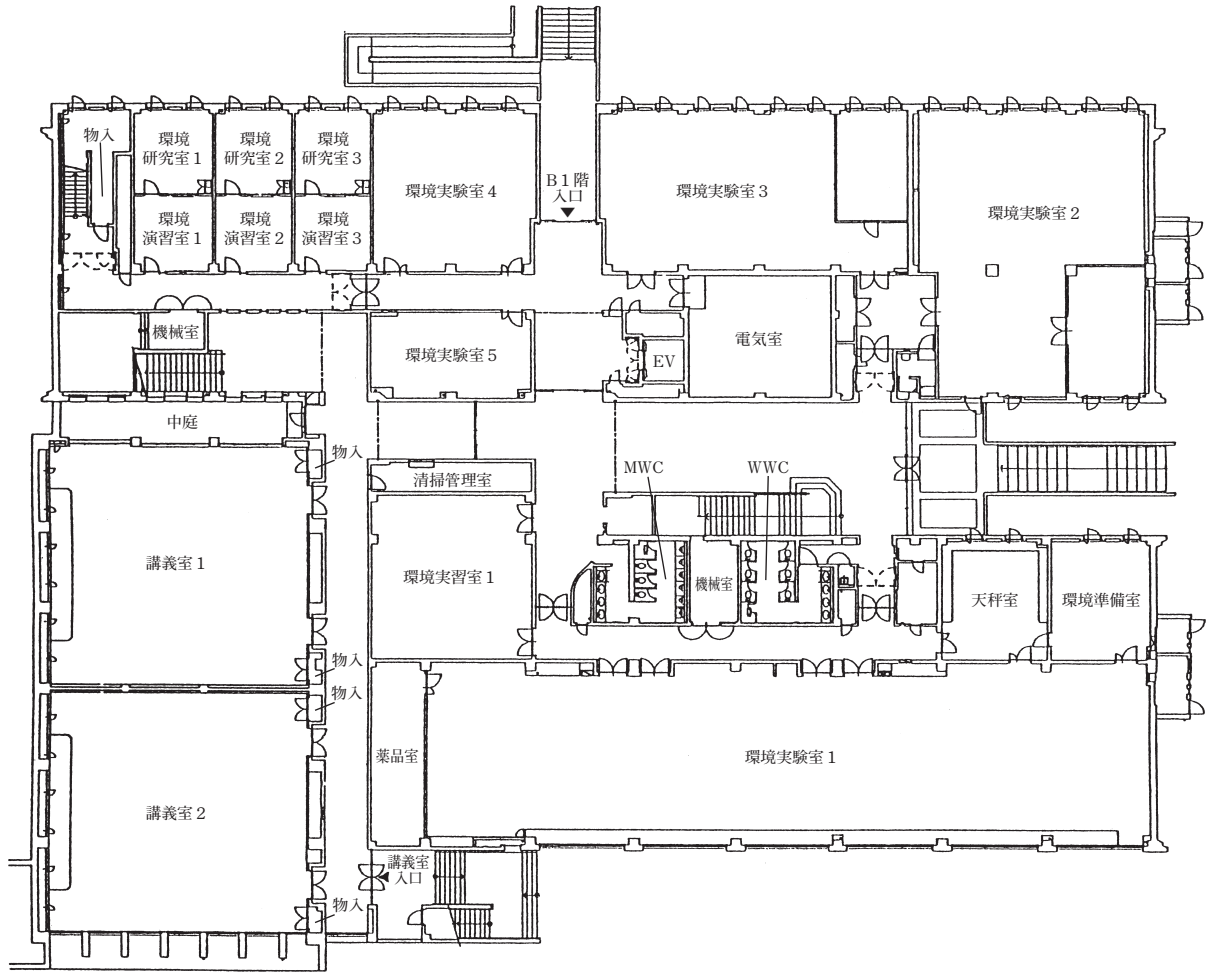 物入
環境
研究室１
環境
研究室２
環境
研究室３
環境実験室４
Ｂ１階
入口
環境実験室３
環境実験室２
環境
演習室１
環境
演習室２
環境
演習室３
機械室
環境実験室５
EV
電気室
中庭
物入
清掃管理室
MWC
WWC
講義室１
環境実習室１
機械室
天秤室
環境準備室
物入
物入
薬品室
環境実験室１
講義室２
講義室
入口
物入